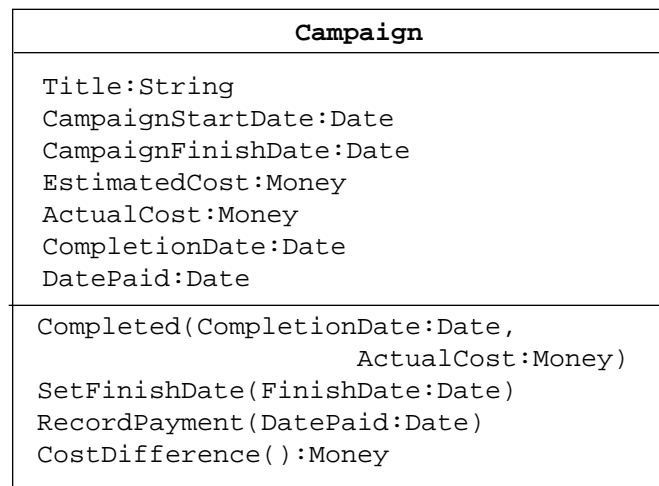 Campaign
Title:String
CampaignStartDate:Date
CampaignFinishDate:Date
EstimatedCost:Money
ActualCost:Money
CompletionDate:Date
DatePaid:Date
Completed(CompletionDate:Date,
ActualCost:Money)
SetFinishDate(FinishDate:Date)
RecordPayment(DatePaid:Date)
CostDifference():Money